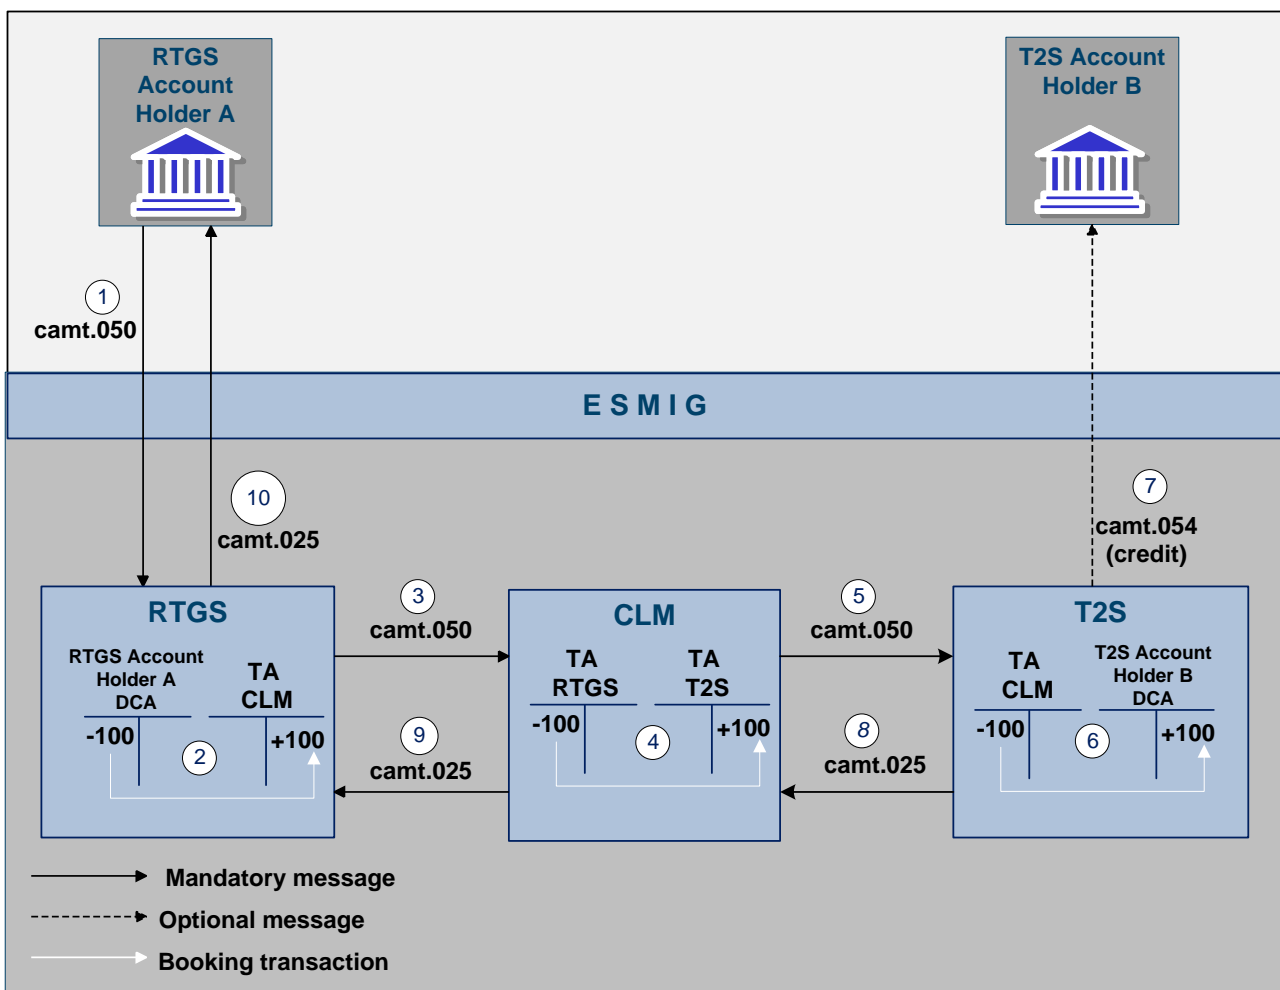 RTGS
Account
Holder A
T2S Account
Holder B
1
camt.050
E S M I G
10
camt.025
7
camt.054
(credit)
RTGS
RTGS Account
Holder A
DCA
TA
CLM
-100
+100
2
3
camt.050
9
camt.025
CLM
TA
RTGS
TA
T2S
-100
+100
4
5
camt.050
8
camt.025
T2S
TA
CLM
T2S Account
Holder B
DCA
-100
+100
6
Mandatory message
Optional message
Booking transaction